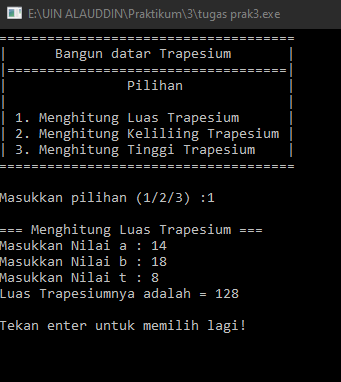 E:\UIN ALAUDDIN\Praktikum\3\tugas prak3.exe
====================================
|      Bangun datar Trapesium       |
|===================================|
|               Pilihan             |
|                                   |
| 1. Menghitung Luas Trapesium      |
| 2. Menghitung Keliliing Trapesium |
| 3. Menghitung Tinggi Trapesium    |
====================================
Masukkan pilihan (1/2/3) :1
=== Menghitung Luas Trapesium ===
Masukkan Nilai a : 14
Masukkan Nilai b : 18
Masukkan Nilai t : 8
Luas Trapesiumnya adalah = 128
Tekan enter untuk memilih lagi!